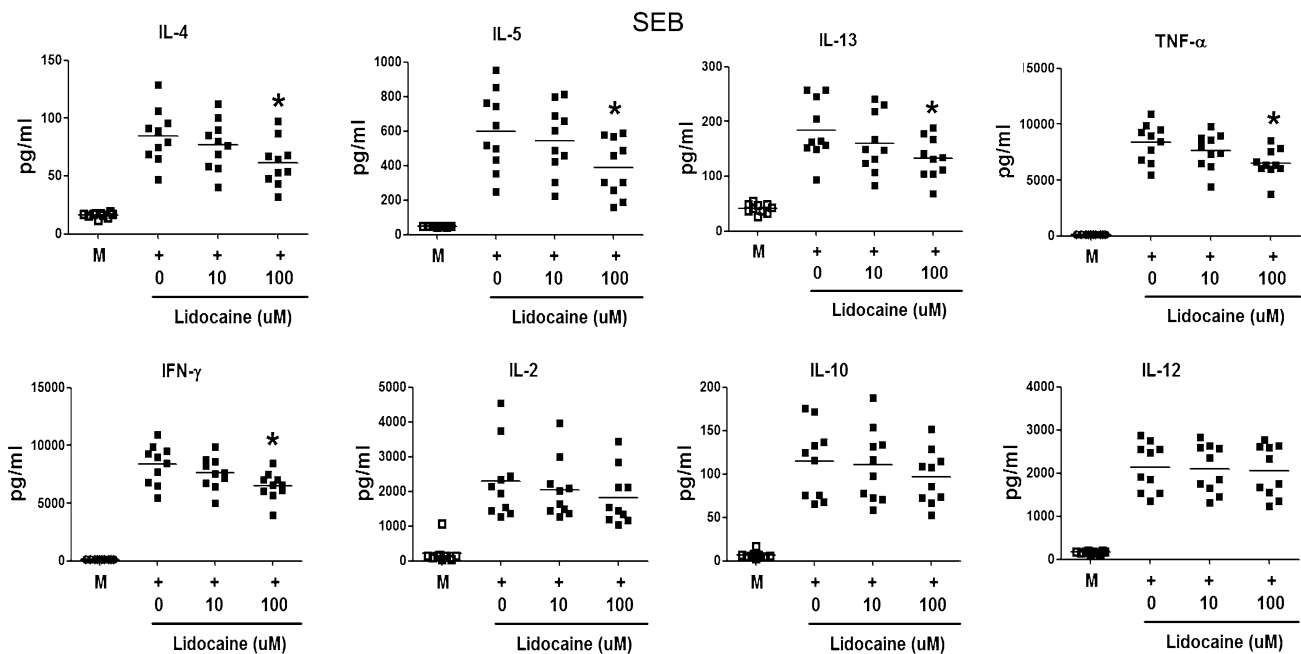 SEB
IL-4
pg/ml
150
100
50
0
*
M + + +
0 10 100
Lidocaine (uM)
IL-5
pg/ml
1000
800
600
400
200
0
*
M + + +
0 10 100
Lidocaine (uM)
IL-13
pg/ml
300
200
100
0
*
M + + +
0 10 100
Lidocaine (uM)
TNF-α
pg/ml
15000
10000
5000
0
*
M + + +
0 10 100
Lidocaine (uM)
IFN-γ
pg/ml
15000
10000
5000
0
*
M + + +
0 10 100
Lidocaine (uM)
IL-2
pg/ml
5000
4000
3000
2000
1000
0
M + + +
0 10 100
Lidocaine (uM)
IL-10
pg/ml
200
150
100
50
0
M + + +
0 10 100
Lidocaine (uM)
IL-12
pg/ml
4000
3000
2000
1000
0
M + + +
0 10 100
Lidocaine (uM)